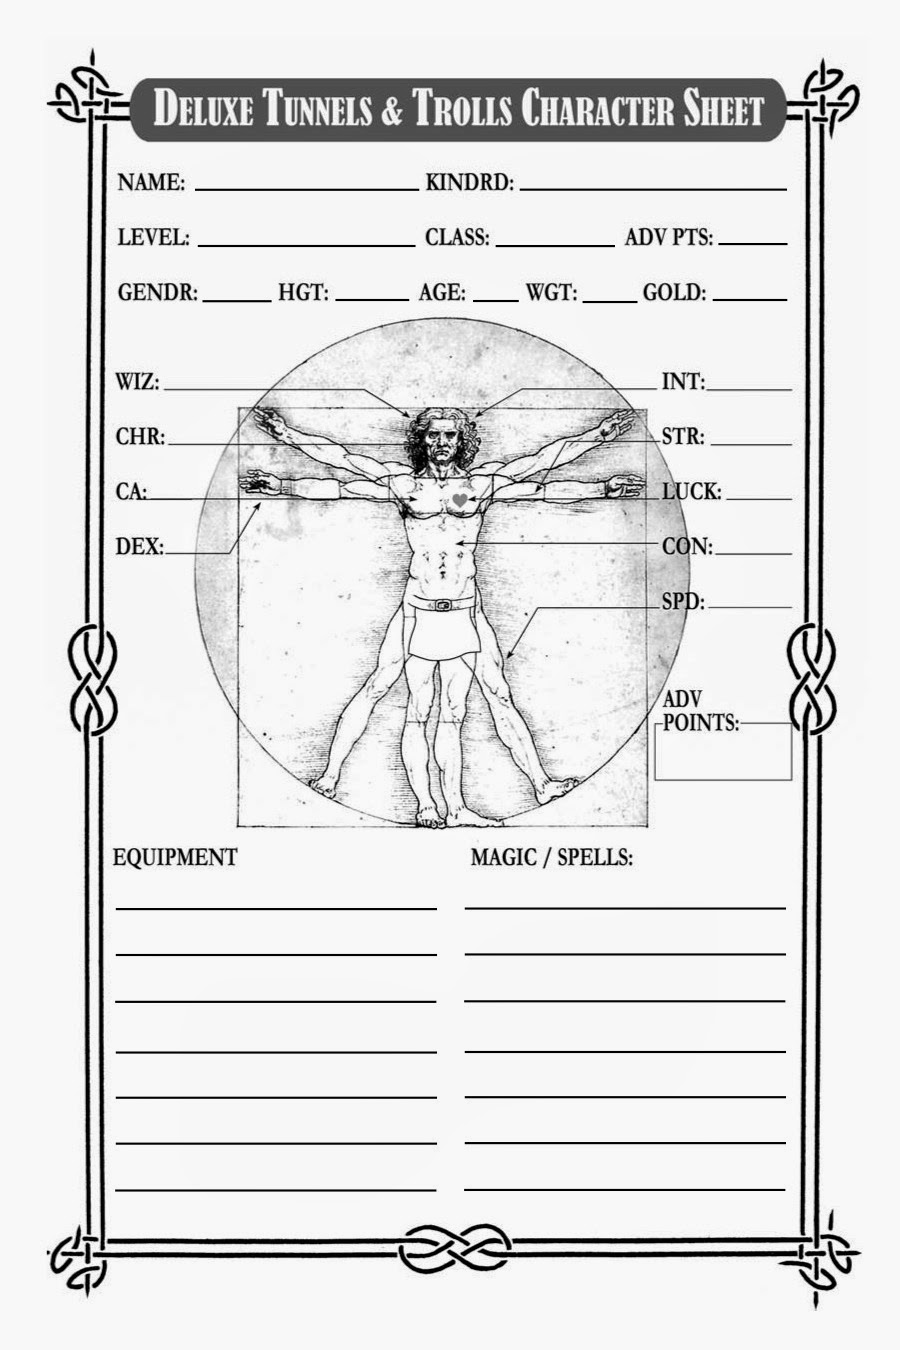 DELUXE TUNNELS & TROLLS CHARACTER SHEET
NAME: KINDRD:
LEVEL: CLASS: ADV PTS:
GENDR: HGT: AGE: WGT: GOLD:
WIZ: INT:
CHR: STR:
CA: LUCK:
DEX: CON:
SPD:
ADV
POINTS:
EQUIPMENT MAGIC / SPELLS: